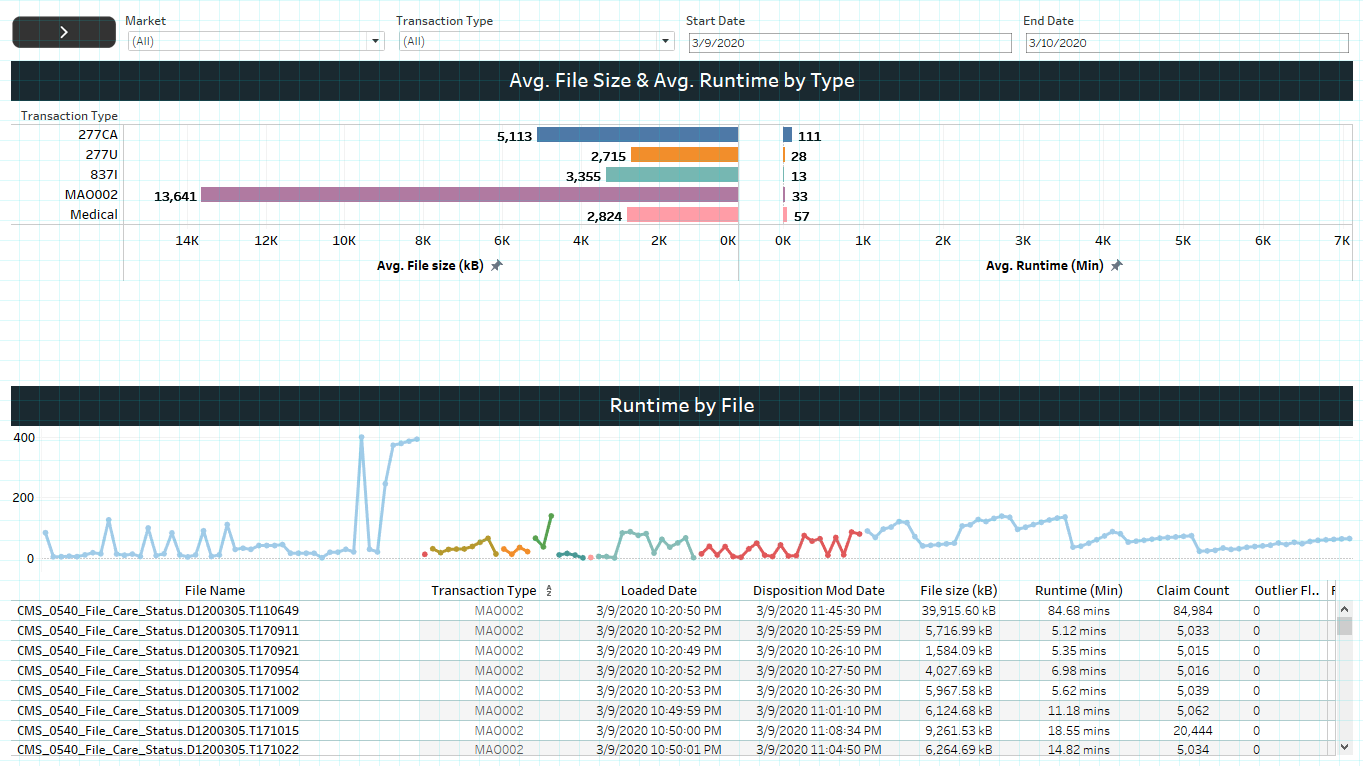 Market Transaction Type Start Date End Date
> (All) (All) 3/9/2020 3/10/2020
Avg. File Size & Avg. Runtime by Type
Transaction Type
277CA 5,113 111
277U 2,715 28
837I 3,355 13
MAO002 13,641 33
Medical 2,824 57
14K 12K 10K 8K 6K 4K 2K 0K 0K 1K 2K 3K 4K 5K 6K 7K
Avg. File size (kB) Avg. Runtime (Min)
Runtime by File
400
200
0
File Name Transaction Type Loaded Date Disposition Mod Date File size (kB) Runtime (Min) Claim Count Outlier Fl..
CMS_0540_File_Care_Status.D1200305.T110649 MAO002 3/9/2020 10:20:50 PM 3/9/2020 11:45:30 PM 39,915.60 kB 84.68 mins 84,984 0
CMS_0540_File_Care_Status.D1200305.T170911 MAO002 3/9/2020 10:20:52 PM 3/9/2020 10:25:59 PM 5,716.99 kB 5.12 mins 5,033 0
CMS_0540_File_Care_Status.D1200305.T170921 MAO002 3/9/2020 10:20:49 PM 3/9/2020 10:26:10 PM 1,584.09 kB 5.35 mins 5,015 0
CMS_0540_File_Care_Status.D1200305.T170954 MAO002 3/9/2020 10:20:52 PM 3/9/2020 10:27:50 PM 4,027.69 kB 6.98 mins 5,016 0
CMS_0540_File_Care_Status.D1200305.T171002 MAO002 3/9/2020 10:20:53 PM 3/9/2020 10:26:30 PM 5,967.58 kB 5.62 mins 5,039 0
CMS_0540_File_Care_Status.D1200305.T171009 MAO002 3/9/2020 10:49:59 PM 3/9/2020 11:01:10 PM 6,124.68 kB 11.18 mins 5,062 0
CMS_0540_File_Care_Status.D1200305.T171015 MAO002 3/9/2020 10:50:00 PM 3/9/2020 11:08:34 PM 9,261.53 kB 18.55 mins 20,444 0
CMS_0540_File_Care_Status.D1200305.T171022 MAO002 3/9/2020 10:50:01 PM 3/9/2020 11:04:50 PM 6,264.69 kB 14.82 mins 5,034 0